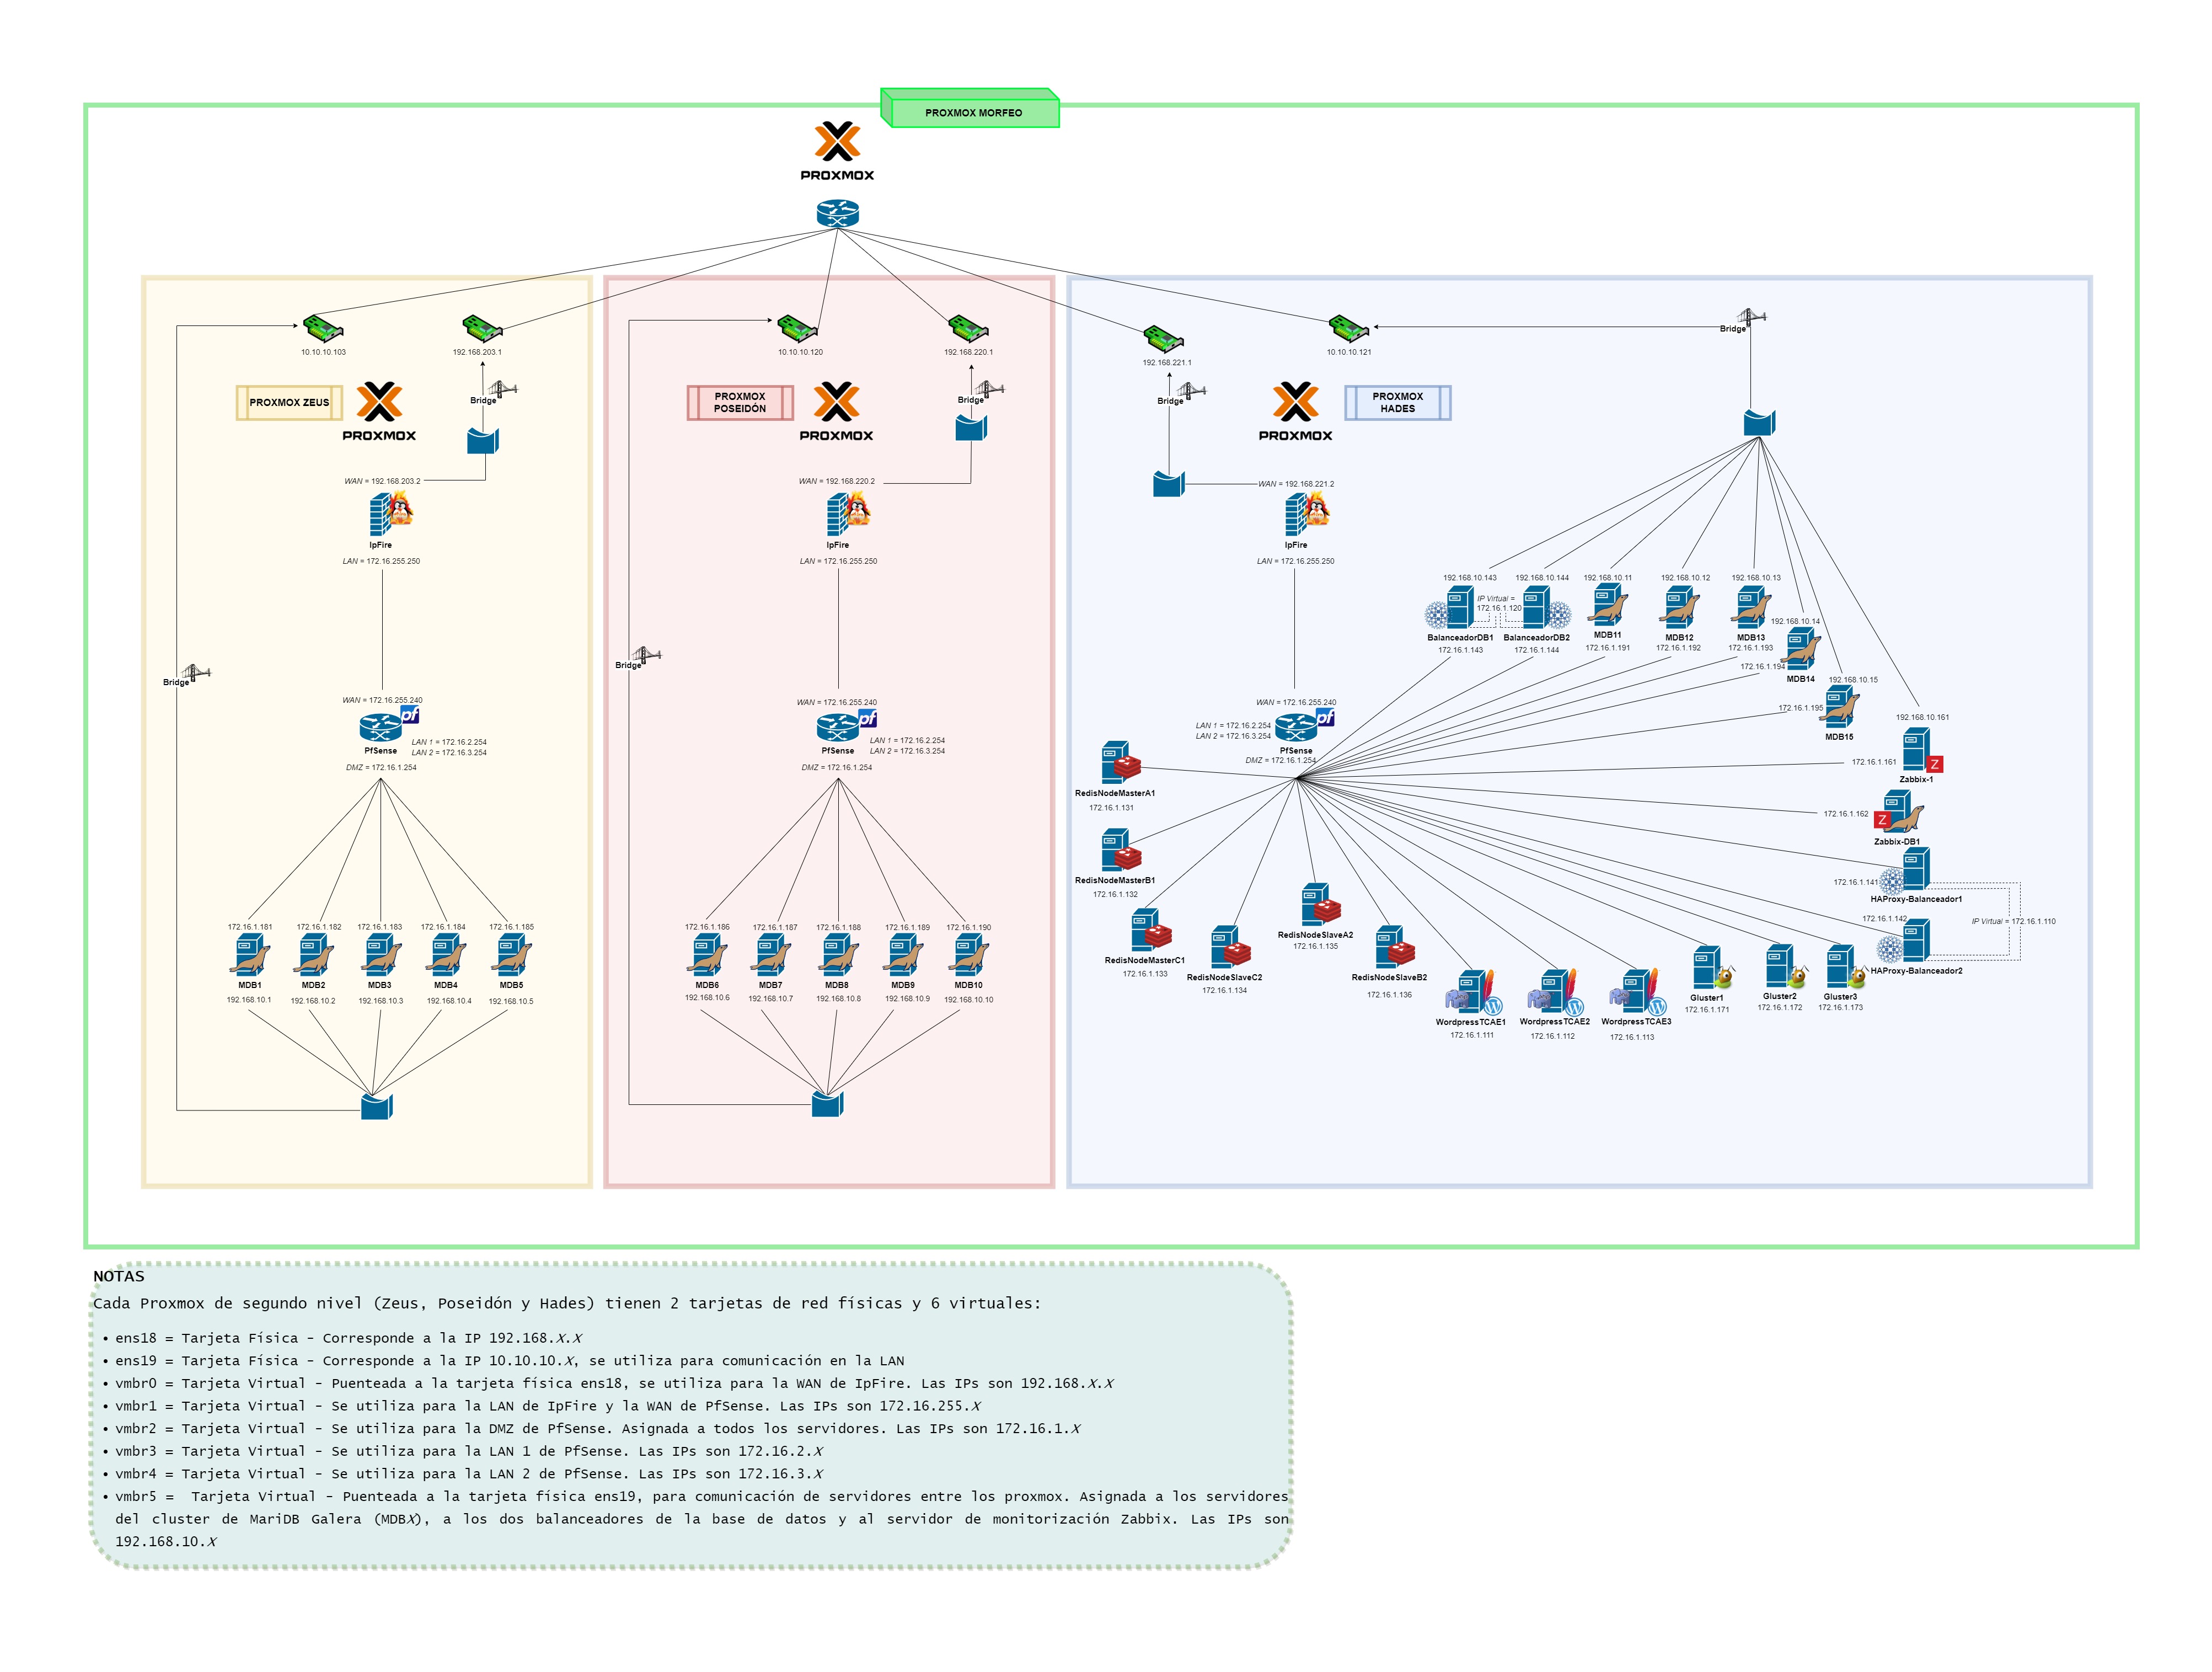 PROXMOX MORFEO
PROXMOX
10.10.10.103
192.168.203.1
Bridge
PROXMOX ZEUS
PROXMOX
WAN = 192.168.203.2
IpFire
LAN = 172.16.255.250
Bridge
WAN = 172.16.255.240
pf
PfSense
LAN 1 = 172.16.2.254
LAN 2 = 172.16.3.254
DMZ = 172.16.1.254
172.16.1.181
172.16.1.182
172.16.1.183
172.16.1.184
172.16.1.185
MDB1
MDB2
MDB3
MDB4
MDB5
192.168.10.1
192.168.10.2
192.168.10.3
192.168.10.4
192.168.10.5
10.10.10.120
192.168.220.1
Bridge
PROXMOX
POSEIDÓN
PROXMOX
WAN = 192.168.220.2
IpFire
LAN = 172.16.255.250
Bridge
WAN = 172.16.255.240
pf
PfSense
LAN 1 = 172.16.2.254
LAN 2 = 172.16.3.254
DMZ = 172.16.1.254
172.16.1.186
172.16.1.187
172.16.1.188
172.16.1.189
172.16.1.190
MDB6
MDB7
MDB8
MDB9
MDB10
192.168.10.6
192.168.10.7
192.168.10.8
192.168.10.9
192.168.10.10
192.168.221.1
10.10.10.121
Bridge
Bridge
PROXMOX
PROXMOX
HADES
WAN = 192.168.221.2
IpFire
LAN = 172.16.255.250
WAN = 172.16.255.240
pf
LAN 1 = 172.16.2.254
LAN 2 = 172.16.3.254
PfSense
DMZ = 172.16.1.254
192.168.10.143
192.168.10.144
192.168.10.11
192.168.10.12
192.168.10.13
IP Virtual =
172.16.1.120
BalanceadorDB1
BalanceadorDB2
MDB11
MDB12
MDB13
172.16.1.143
172.16.1.144
172.16.1.191
172.16.1.192
172.16.1.193
192.168.10.14
172.16.1.194
MDB14
192.168.10.15
172.16.1.195
MDB15
192.168.10.161
172.16.1.161
Z
Zabbix-1
172.16.1.162
Z
Zabbix-DB1
172.16.1.141
HAProxy-Balanceador1
172.16.1.142
IP Virtual = 172.16.1.110
HAProxy-Balanceador2
RedisNodeMasterA1
172.16.1.131
RedisNodeMasterB1
172.16.1.132
RedisNodeMasterC1
172.16.1.133
RedisNodeSlaveC2
172.16.1.134
RedisNodeSlaveA2
172.16.1.135
RedisNodeSlaveB2
172.16.1.136
WordpressTCAE1
172.16.1.111
WordpressTCAE2
172.16.1.112
WordpressTCAE3
172.16.1.113
Gluster1
172.16.1.171
Gluster2
172.16.1.172
Gluster3
172.16.1.173
NOTAS
Cada Proxmox de segundo nivel (Zeus, Poseidón y Hades) tienen 2 tarjetas de red físicas y 6 virtuales:
• ens18 = Tarjeta Física - Corresponde a la IP 192.168.X.X
• ens19 = Tarjeta Física - Corresponde a la IP 10.10.10.X, se utiliza para comunicación en la LAN
• vmbr0 = Tarjeta Virtual - Puenteada a la tarjeta física ens18, se utiliza para la WAN de IpFire. Las IPs son 192.168.X.X
• vmbr1 = Tarjeta Virtual - Se utiliza para la LAN de IpFire y la WAN de PfSense. Las IPs son 172.16.255.X
• vmbr2 = Tarjeta Virtual - Se utiliza para la DMZ de PfSense. Asignada a todos los servidores. Las IPs son 172.16.1.X
• vmbr3 = Tarjeta Virtual - Se utiliza para la LAN 1 de PfSense. Las IPs son 172.16.2.X
• vmbr4 = Tarjeta Virtual - Se utiliza para la LAN 2 de PfSense. Las IPs son 172.16.3.X
• vmbr5 = Tarjeta Virtual - Puenteada a la tarjeta física ens19, para comunicación de servidores entre los proxmox. Asignada a los servidores
del cluster de MariDB Galera (MDBX), a los dos balanceadores de la base de datos y al servidor de monitorización Zabbix. Las IPs son
192.168.10.X